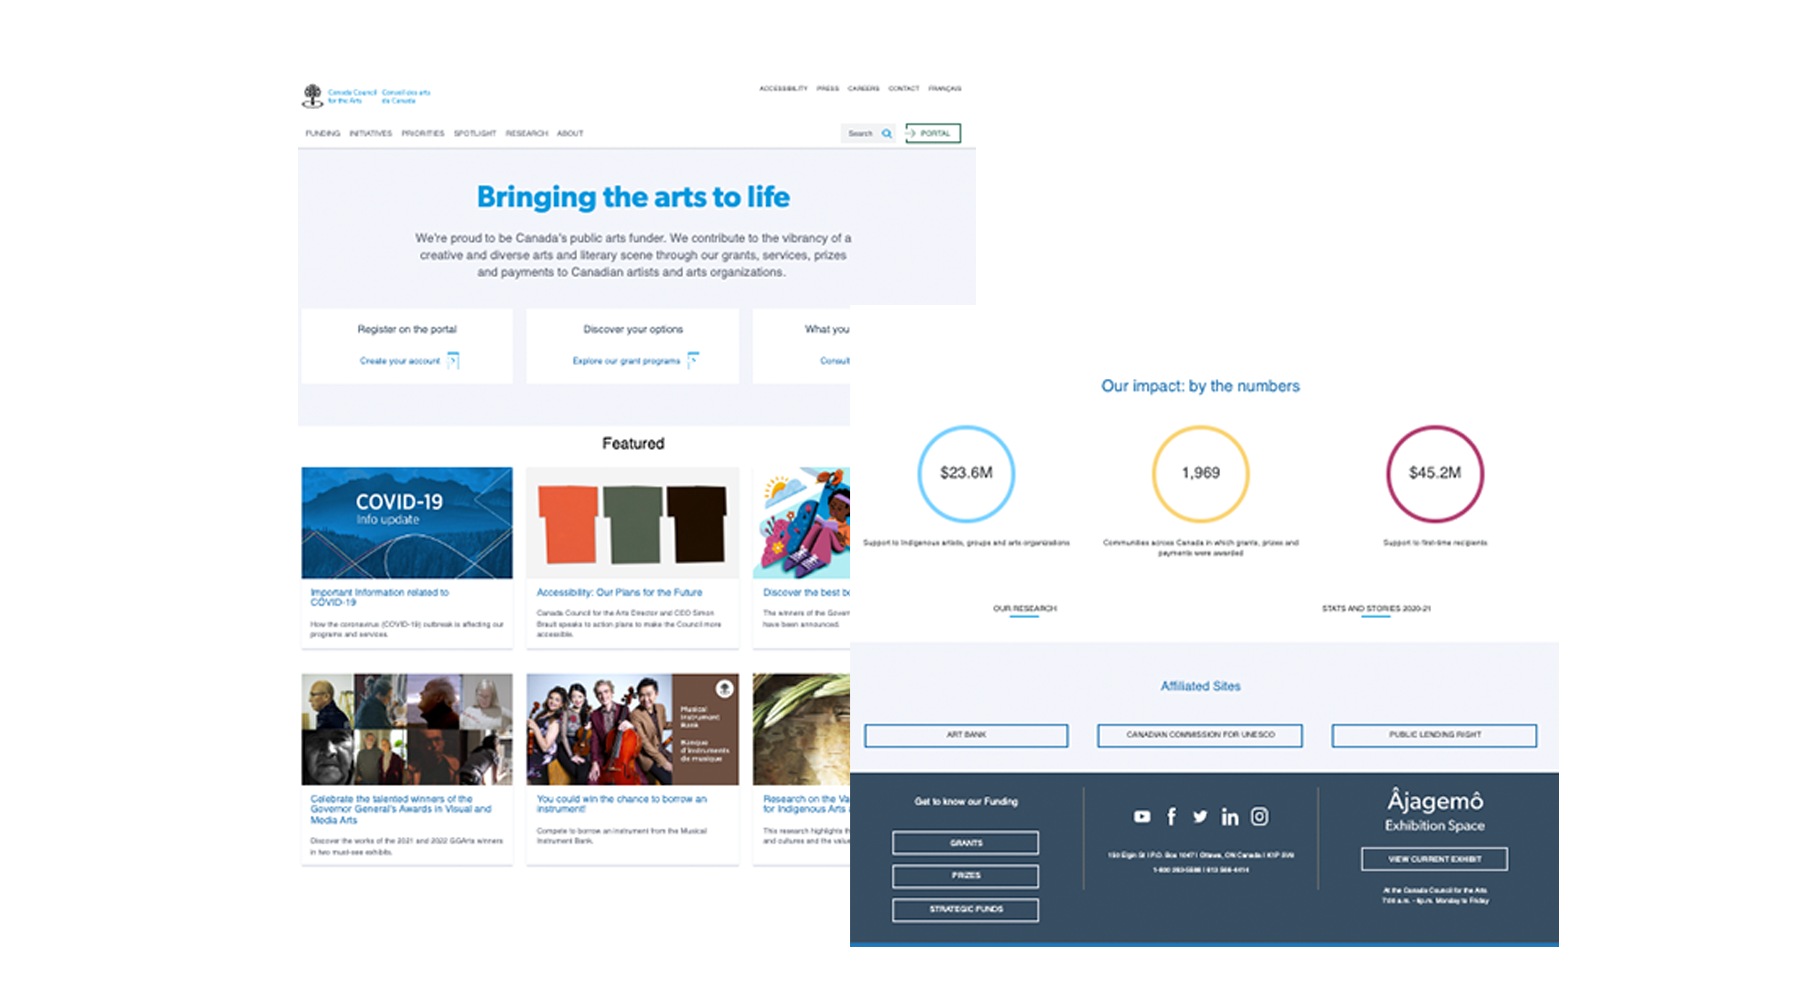 Canada Council Conseil des arts
for the Arts du Canada
ACCESSIBILITY PRESS CAREERS CONTACT FRANÇAIS
FUNDING INITIATIVES PRIORITIES SPOTLIGHT RESEARCH ABOUT
Search PORTAL
Bringing the arts to life
We're proud to be Canada's public arts funder. We contribute to the vibrancy of a
creative and diverse arts and literary scene through our grants, services, prizes
and payments to Canadian artists and arts organizations.
Register on the portal
Create your account
Discover your options
Explore our grant programs
What you
Consult
Featured
COVID-19
Info update
Important Information related to
COVID-19
How the coronavirus (COVID-19) outbreak is affecting our
programs and services.
Accessibility: Our Plans for the Future
Canada Council for the Arts Director and CEO Simon
Brault speaks to action plans to make the Council more
accessible.
Discover the best
The winners of the
have been announced.
Celebrate the talented winners of the
Governor General's Awards in Visual and
Media Arts
Discover the works of the 2021 and 2022 GGArts winners
in two must-see exhibits.
Musical
Instrument
Bank
Banque
d'instruments
de musique
You could win the chance to borrow an
instrument!
Compete to borrow an instrument from the Musical
Instrument Bank.
Research on the
for Indigenous Arts
This research highlights
and cultures and the
Our impact: by the numbers
$23.6M
Support to Indigenous artists, groups and arts organizations
1,969
Communities across Canada in which grants, prizes and
payments were awarded
$45.2M
Support to first-time recipients
OUR RESEARCH
STATS AND STORIES 2020-21
Affiliated Sites
ART BANK
CANADIAN COMMISSION FOR UNESCO
PUBLIC LENDING RIGHT
Get to know our Funding
GRANTS
PRIZES
STRATEGIC FUNDS
150 Elgin St | P.O. Box 1047 | Ottawa, ON Canada | K1P 5V8
1-800 263-5588 | 613 566-4414
Âjagemô
Exhibition Space
VIEW CURRENT EXHIBIT
At the Canada Council for the Arts
7:00 a.m. - 6p.m. Monday to Friday